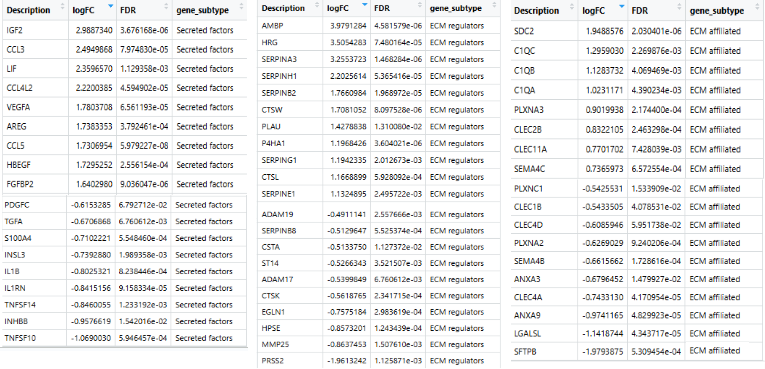 Description logFC FDR gene_subtype
IGF2 2.9887340 3.676168e-06 Secreted factors
CCL3 2.4949868 7.974830e-05 Secreted factors
LIF 2.3596570 1.129358e-03 Secreted factors
CCL4L2 2.2200385 4.594902e-05 Secreted factors
VEGFA 1.7803708 6.561193e-05 Secreted factors
AREG 1.7383353 3.792461e-04 Secreted factors
CCL5 1.7306954 5.979227e-08 Secreted factors
HBEGF 1.7295252 2.556154e-04 Secreted factors
FGFBP2 1.6402980 9.036047e-06 Secreted factors
PDGFC -0.6153285 6.792712e-02 Secreted factors
TGFA -0.6706868 6.760612e-03 Secreted factors
S100A4 -0.7102221 5.548460e-04 Secreted factors
INSL3 -0.7392880 1.989358e-03 Secreted factors
IL1B -0.8025321 8.238446e-04 Secreted factors
IL1RN -0.8415156 9.158334e-05 Secreted factors
TNFSF14 -0.8460055 1.233192e-03 Secreted factors
INHBB -0.9576619 1.542016e-02 Secreted factors
TNFSF10 -1.0690030 5.946457e-04 Secreted factors
Description logFC FDR gene_subtype
AMBP 3.9791284 4.581579e-06 ECM regulators
HRG 3.5054283 7.480164e-05 ECM regulators
SERPINA3 3.2553723 1.468284e-06 ECM regulators
SERPINH1 2.2025614 5.365416e-05 ECM regulators
SERPINB2 1.7660984 1.968972e-05 ECM regulators
CTSW 1.7081052 8.097528e-06 ECM regulators
PLAU 1.4278838 1.310080e-02 ECM regulators
P4HA1 1.1968426 3.604021e-06 ECM regulators
SERPING1 1.1942335 2.012673e-03 ECM regulators
CTSL 1.1668899 5.928092e-04 ECM regulators
SERPINE1 1.1324895 2.495722e-03 ECM regulators
ADAM19 -0.4911141 2.557666e-03 ECM regulators
SERPINB8 -0.5129647 5.525374e-04 ECM regulators
CSTA -0.5133750 1.127372e-02 ECM regulators
ST14 -0.5266343 3.521507e-03 ECM regulators
ADAM17 -0.5399849 6.760612e-03 ECM regulators
CTSK -0.5618765 2.341715e-04 ECM regulators
EGLN1 -0.7575184 2.983619e-04 ECM regulators
HPSE -0.8573201 1.243439e-04 ECM regulators
MMP25 -0.8637453 1.507610e-03 ECM regulators
PRSS2 -1.9613242 1.125871e-03 ECM regulators
Description logFC FDR gene_subtype
SDC2 1.9488576 2.030401e-06 ECM affiliated
C1QC 1.2959030 2.269876e-03 ECM affiliated
C1QB 1.1283732 4.069469e-03 ECM affiliated
C1QA 1.0231171 4.390234e-03 ECM affiliated
PLXNA3 0.9019938 2.174400e-04 ECM affiliated
CLEC2B 0.8322105 2.463298e-04 ECM affiliated
CLEC11A 0.7701702 7.428039e-03 ECM affiliated
SEMA4C 0.7365973 6.572554e-04 ECM affiliated
PLXNC1 -0.5425531 1.533909e-02 ECM affiliated
CLEC1B -0.5433505 4.078531e-02 ECM affiliated
CLEC4D -0.6085946 5.951738e-02 ECM affiliated
PLXNA2 -0.6269029 9.240206e-04 ECM affiliated
SEMA4B -0.6615662 1.728616e-04 ECM affiliated
ANXA3 -0.6796452 1.479927e-02 ECM affiliated
CLEC4A -0.7433130 4.170954e-05 ECM affiliated
ANXA9 -0.9741165 4.829923e-05 ECM affiliated
LGALSL -1.1418744 4.343717e-05 ECM affiliated
SFTPB -1.9793875 5.309454e-04 ECM affiliated